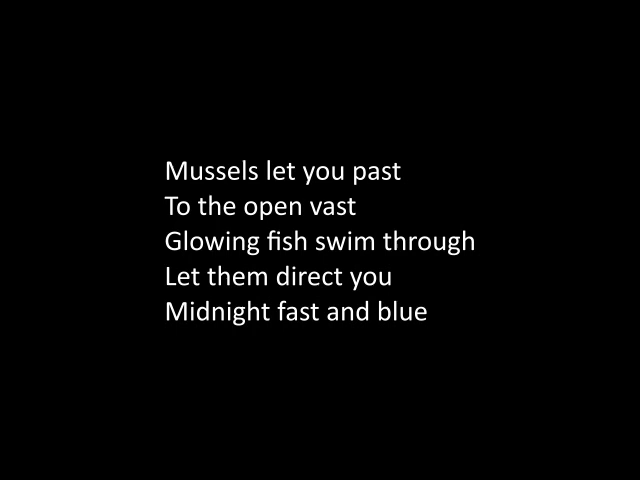 Mussels let you past
To the open vast
Glowing fish swim through
Let them direct you
Midnight fast and blue